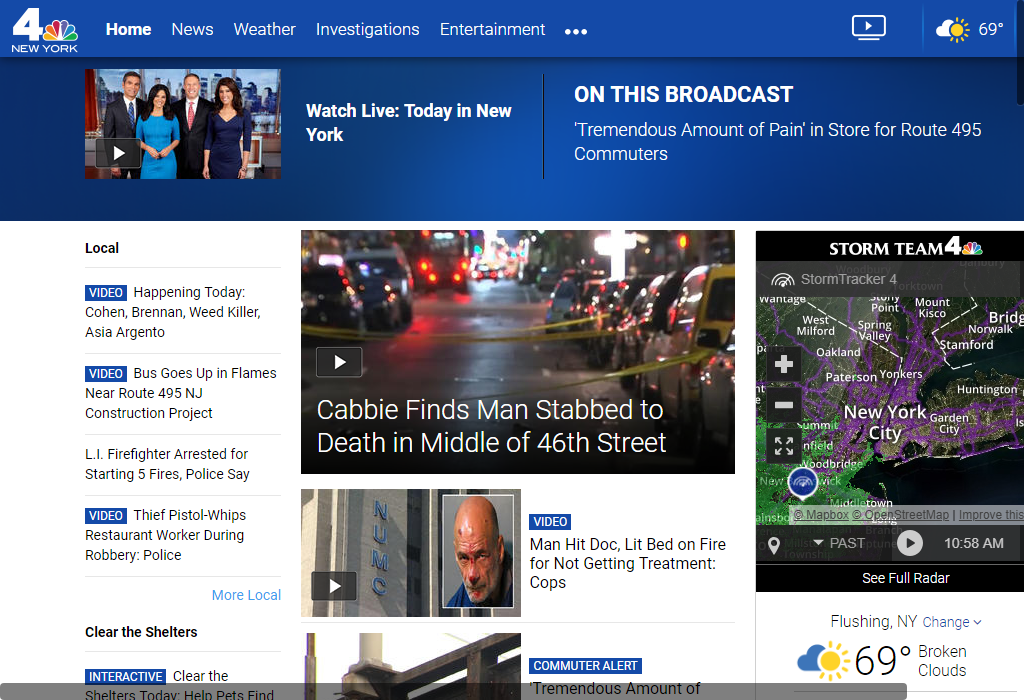 4
NEW YORK
Home
News
Weather
Investigations
Entertainment
69°
Watch Live: Today in New
York
ON THIS BROADCAST
'Tremendous Amount of Pain' in Store for Route 495
Commuters
Local
VIDEO Happening Today:
Cohen, Brennan, Weed Killer,
Asia Argento
VIDEO Bus Goes Up in Flames
Near Route 495 NJ
Construction Project
L.I. Firefighter Arrested for
Starting 5 Fires, Police Say
VIDEO Thief Pistol-Whips
Restaurant Worker During
Robbery: Police
More Local
Clear the Shelters
INTERACTIVE Clear the
Shelters Today: Help Pets Find
Cabbie Finds Man Stabbed to
Death in Middle of 46th Street
NUMC
VIDEO
Man Hit Doc, Lit Bed on Fire
for Not Getting Treatment:
Cops
COMMUTER ALERT
'Tremendous Amount of
STORM TEAM 4
StormTracker 4
Yorktown
Wantage
Stony
Point
Mount
Kisco
West
Milford
Spring
Valley
Norwalk
Stamford
Oakland
Paterson
Yonkers
Huntington
New York
City
Garden
City
Woodbridge
Middletown
© Mapbox © OpenStreetMap | Improve this
PAST
10:58 AM
See Full Radar
Flushing, NY Change
69°
Broken
Clouds